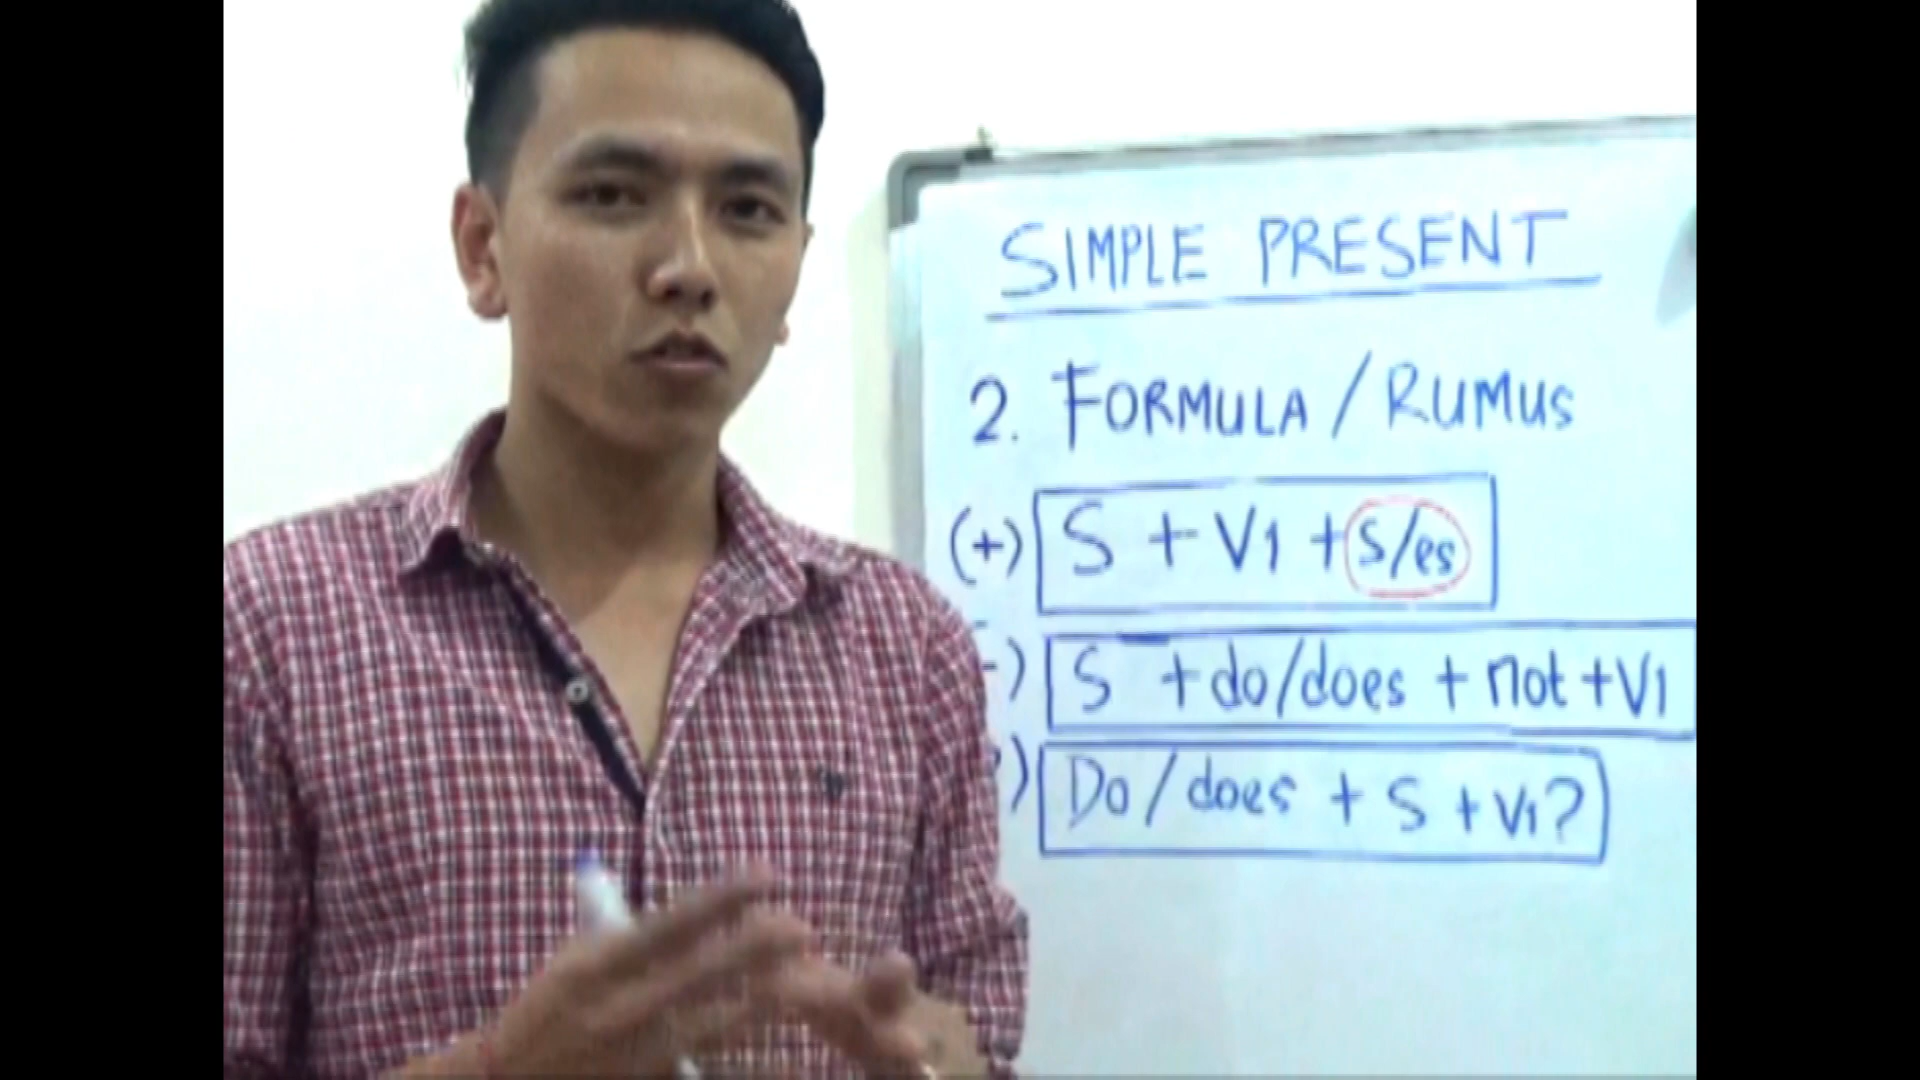 SIMPLE PRESENT
2. FORMULA / RUMUS
(+) S + V1 + s/es
-) S + do/does + not + V1
) Do/does + S + V1?